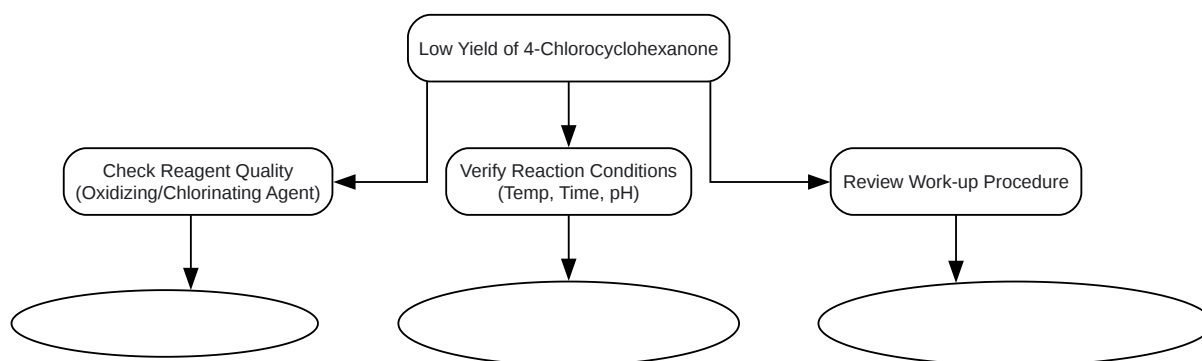 Low Yield of 4-Chlorocyclohexanone
Check Reagent Quality
(Oxidizing/Chlorinating Agent)
Verify Reaction Conditions
(Temp, Time, pH)
Review Work-up Procedure